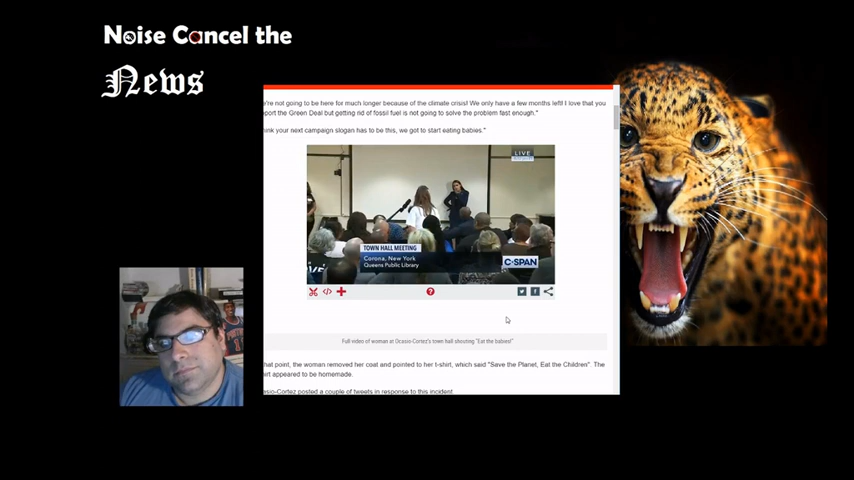 Noise Cancel the
News
're not going to be here for much longer because of the climate crisis! We only have a few months left! I love that you
port the Green Deal but getting rid of fossil fuel is not going to solve the problem fast enough."
hink your next campaign slogan has to be this, we got to start eating babies."
LIVE
TOWN HALL MEETING
Corona, New York
Queens Public Library
C-SPAN
Full video of woman at Ocasio-Cortez's town hall shouting "Eat the babies!"
hat point, the woman removed her coat and pointed to her t-shirt, which said "Save the Planet, Eat the Children". The
irt appeared to be homemade.
asio-Cortez posted a couple of tweets in response to this incident